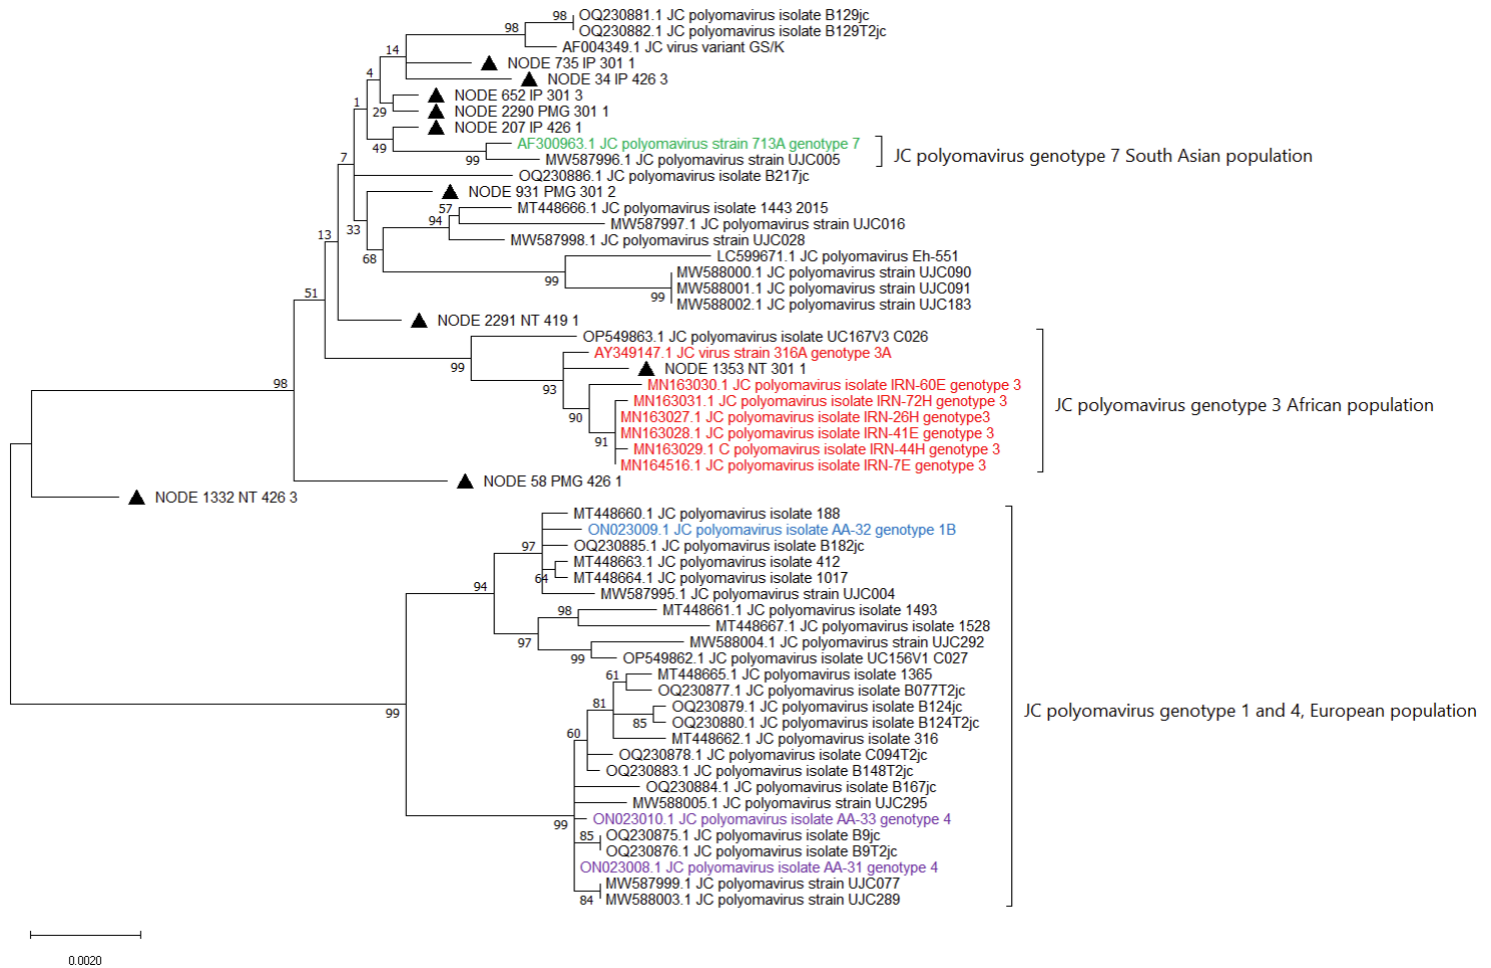 OQ230881.1 JC polyomavirus isolate B129jc
98
OQ230882.1 JC polyomavirus isolate B129T2jc
98
AF004349.1 JC virus variant GS/K
14
NODE 735 IP 301 1
4
NODE 34 IP 426 3
NODE 652 IP 301 3
1
29
NODE 2290 PMG 301 1
NODE 207 IP 426 1
49
AF300963.1 JC polyomavirus strain 713A genotype 7
99
MW587996.1 JC polyomavirus strain UJC005
JC polyomavirus genotype 7 South Asian population
7
OQ230886.1 JC polyomavirus isolate B217jc
NODE 931 PMG 301 2
57
MT448666.1 JC polyomavirus isolate 1443 2015
94
MW587997.1 JC polyomavirus strain UJC016
33
13
MW587998.1 JC polyomavirus strain UJC028
68
LC599671.1 JC polyomavirus Eh-551
99
MW588000.1 JC polyomavirus strain UJC090
MW588001.1 JC polyomavirus strain UJC091
99
MW588002.1 JC polyomavirus strain UJC183
51
NODE 2291 NT 419 1
OP549863.1 JC polyomavirus isolate UC167V3 C026
AY349147.1 JC virus strain 316A genotype 3A
99
NODE 1353 NT 301 1
98
93
MN163030.1 JC polyomavirus isolate IRN-60E genotype 3
MN163031.1 JC polyomavirus isolate IRN-72H genotype 3
JC polyomavirus genotype 3 African population
90
MN163027.1 JC polyomavirus isolate IRN-26H genotype3
MN163028.1 JC polyomavirus isolate IRN-41E genotype 3
91
MN163029.1 C polyomavirus isolate IRN-44H genotype 3
MN164516.1 JC polyomavirus isolate IRN-7E genotype 3
NODE 58 PMG 426 1
NODE 1332 NT 426 3
MT448660.1 JC polyomavirus isolate 188
ON023009.1 JC polyomavirus isolate AA-32 genotype 1B
97
OQ230885.1 JC polyomavirus isolate B182jc
MT448663.1 JC polyomavirus isolate 412
64
MT448664.1 JC polyomavirus isolate 1017
94
MW587995.1 JC polyomavirus strain UJC004
98
MT448661.1 JC polyomavirus isolate 1493
MT448667.1 JC polyomavirus isolate 1528
97
MW588004.1 JC polyomavirus strain UJC292
99
OP549862.1 JC polyomavirus isolate UC156V1 C027
61
MT448665.1 JC polyomavirus isolate 1365
OQ230877.1 JC polyomavirus isolate B077T2jc
81
OQ230879.1 JC polyomavirus isolate B124jc
99
85
OQ230880.1 JC polyomavirus isolate B124T2jc
JC polyomavirus genotype 1 and 4, European population
60
MT448662.1 JC polyomavirus isolate 316
OQ230878.1 JC polyomavirus isolate C094T2jc
OQ230883.1 JC polyomavirus isolate B148T2jc
OQ230884.1 JC polyomavirus isolate B167jc
MW588005.1 JC polyomavirus strain UJC295
99
ON023010.1 JC polyomavirus isolate AA-33 genotype 4
85
OQ230875.1 JC polyomavirus isolate B9jc
OQ230876.1 JC polyomavirus isolate B9T2jc
ON023008.1 JC polyomavirus isolate AA-31 genotype 4
MW587999.1 JC polyomavirus strain UJC077
84
MW588003.1 JC polyomavirus strain UJC289
0.0020